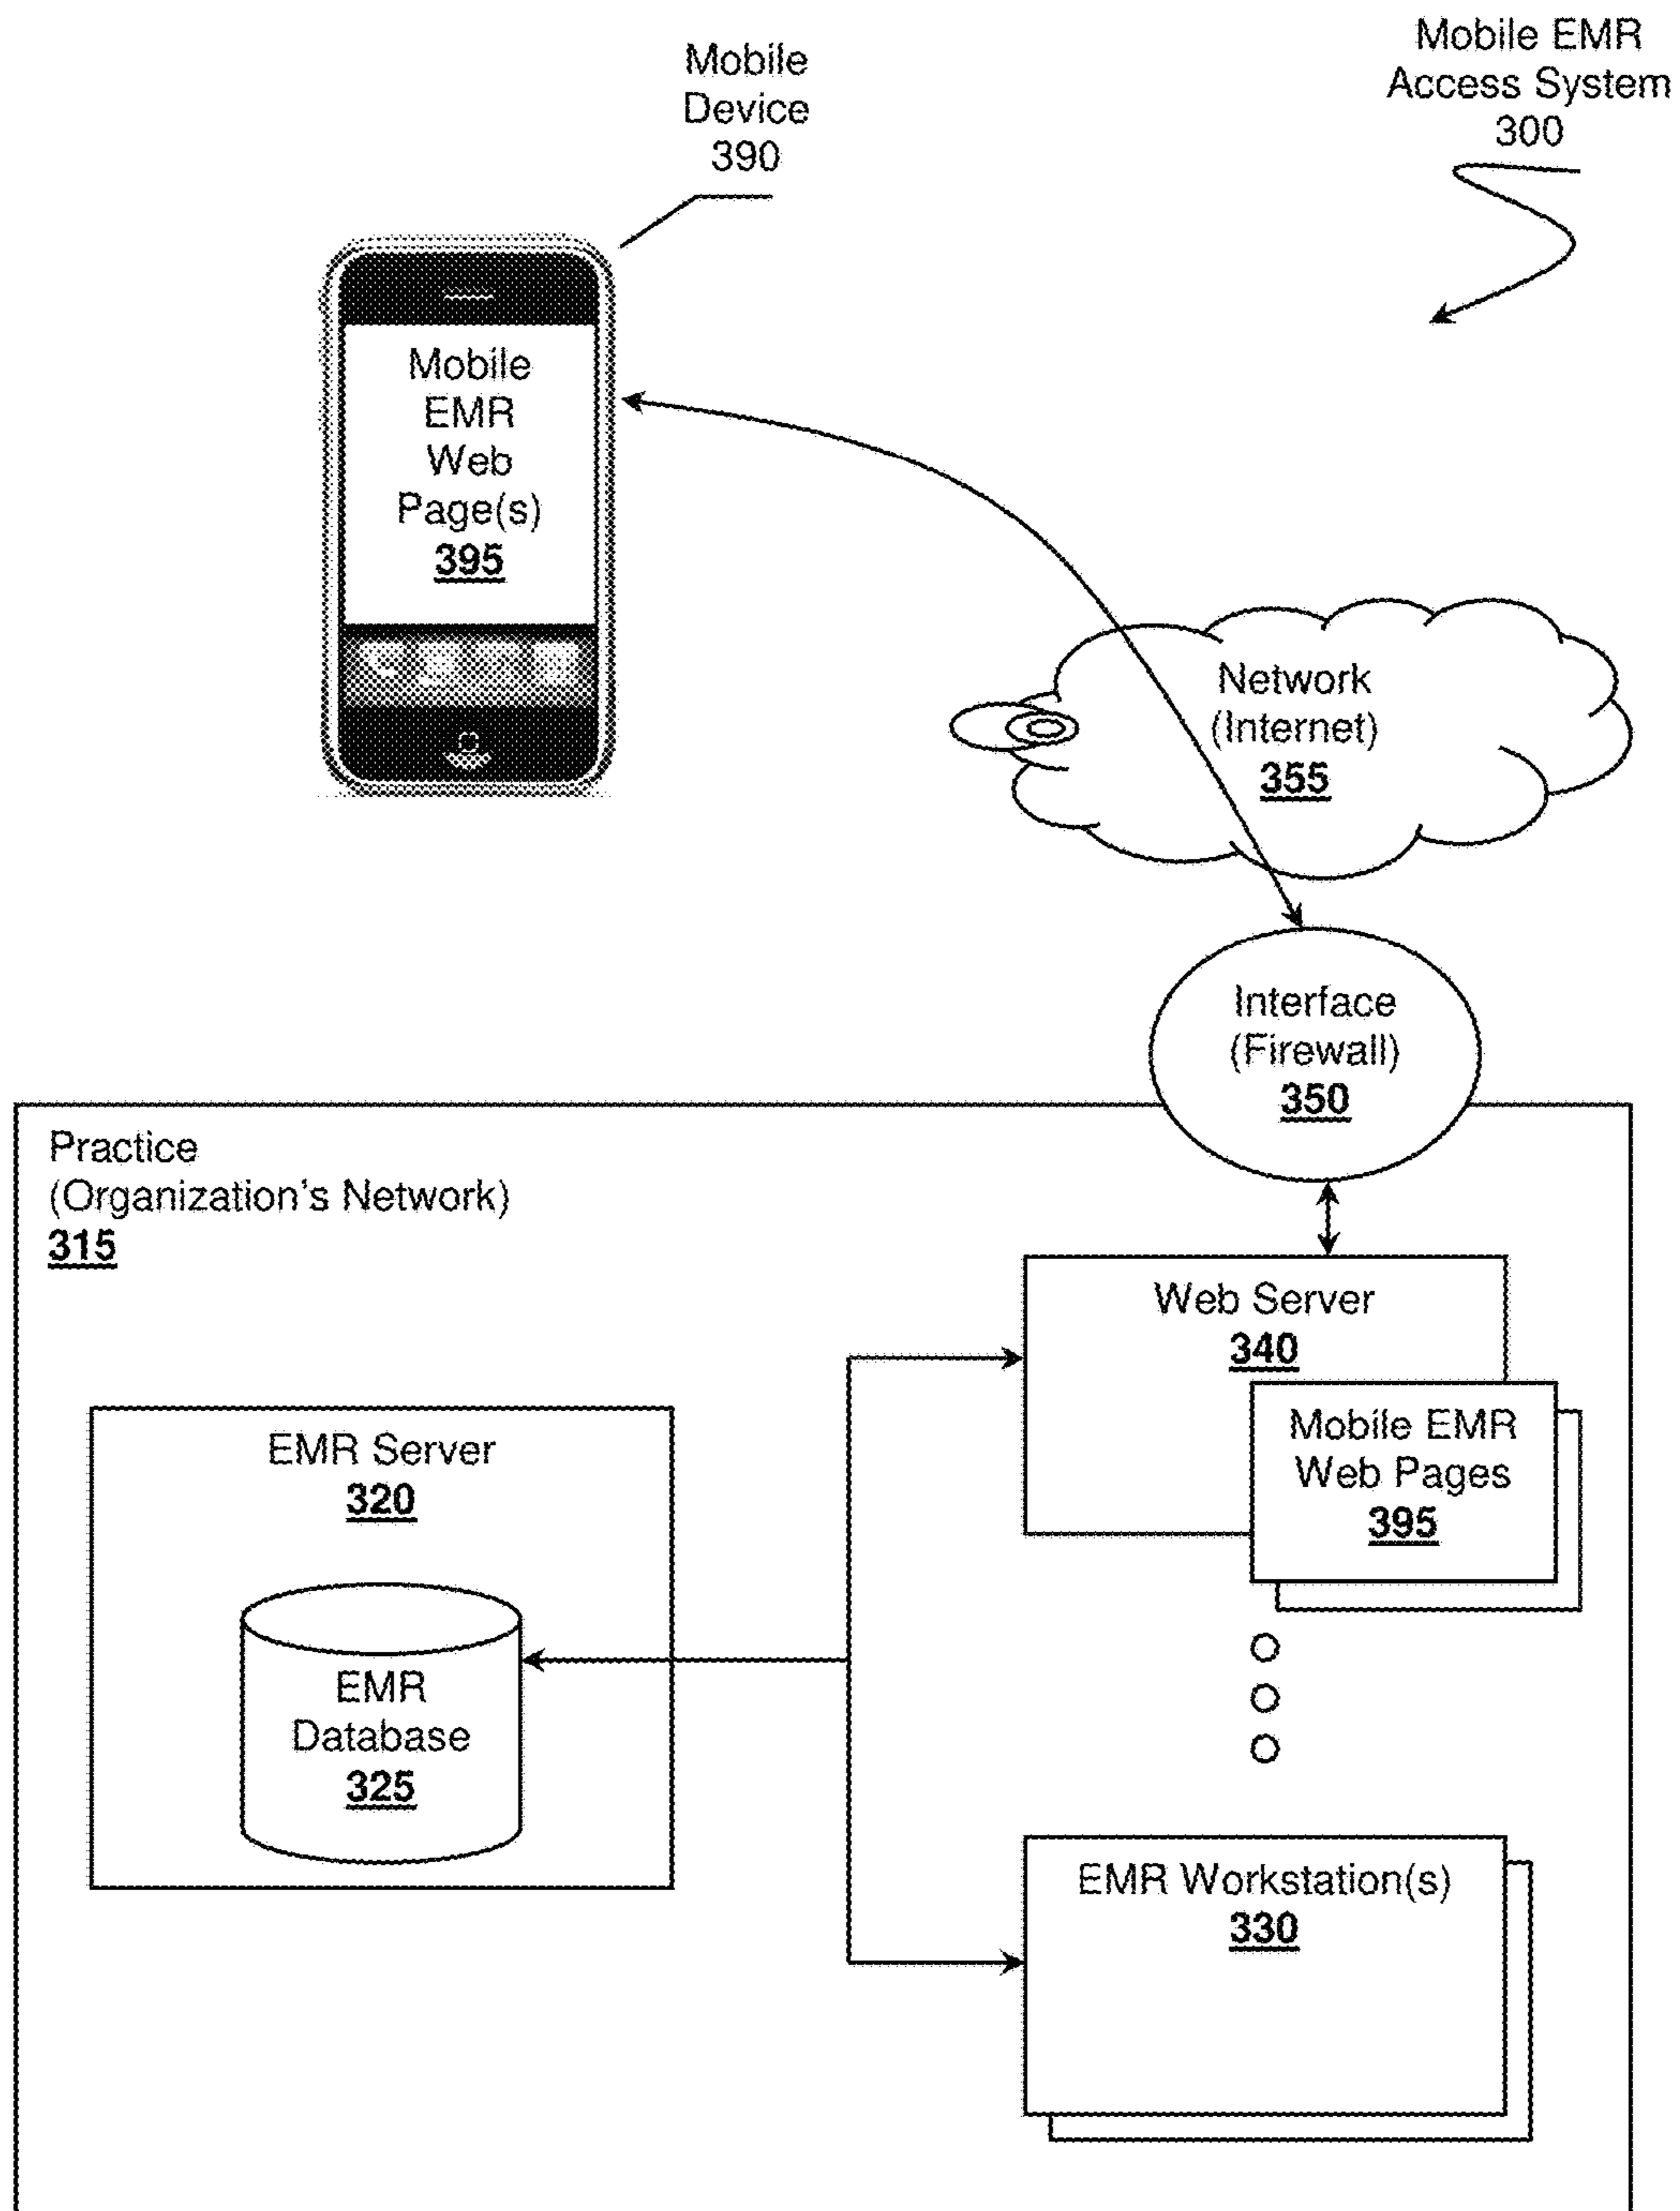 Mobile EMR
Access System
300
Mobile
Device
390
Mobile
EMR
Web
Page(s)
395
Network
(Internet)
355
Interface
(Firewall)
350
Practice
(Organization's Network)
315
Web Server
340
Mobile EMR
Web Pages
395
EMR Server
320
EMR
Database
325
EMR Workstation(s)
330